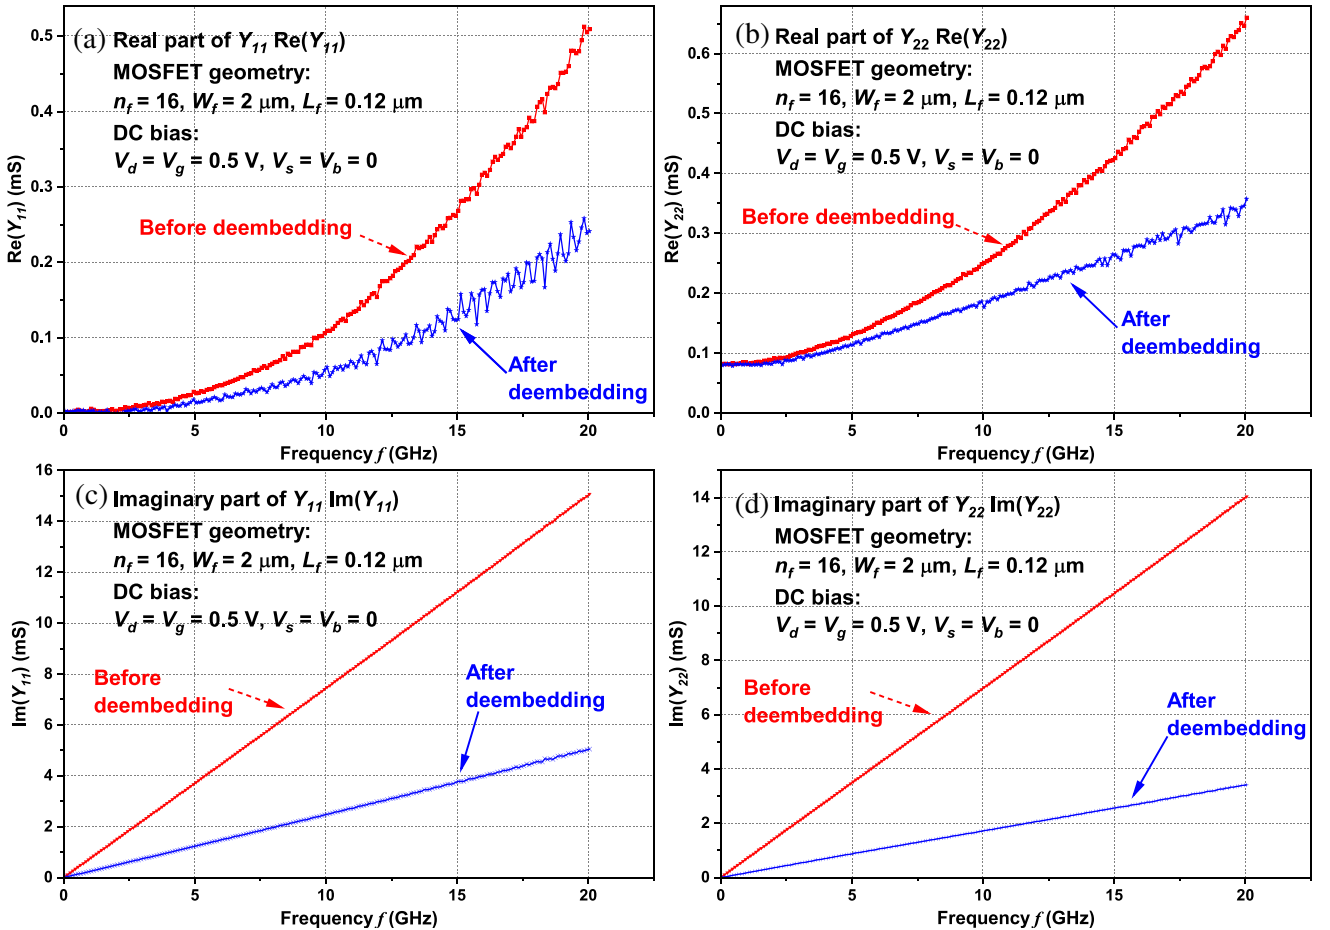 (a) Real part of Y11 Re(Y11)
MOSFET geometry:
nf = 16, Wf = 2 μm, Lf = 0.12 μm
DC bias:
Vd = Vg = 0.5 V, Vs = Vb = 0
Before deembedding
After
deembedding
Re(Y11) (mS)
0.5
0.4
0.3
0.2
0.1
0.0
0 5 10 15 20
Frequency f (GHz)
(b) Real part of Y22 Re(Y22)
MOSFET geometry:
nf = 16, Wf = 2 μm, Lf = 0.12 μm
DC bias:
Vd = Vg = 0.5 V, Vs = Vb = 0
Before deembedding
After
deembedding
Re(Y22) (mS)
0.6
0.5
0.4
0.3
0.2
0.1
0.0
0 5 10 15 20
Frequency f (GHz)
(c) Imaginary part of Y11 Im(Y11)
MOSFET geometry:
nf = 16, Wf = 2 μm, Lf = 0.12 μm
DC bias:
Vd = Vg = 0.5 V, Vs = Vb = 0
Before
deembedding
After
deembedding
Im(Y11) (mS)
16
14
12
10
8
6
4
2
0
0 5 10 15 20
Frequency f (GHz)
(d) Imaginary part of Y22 Im(Y22)
MOSFET geometry:
nf = 16, Wf = 2 μm, Lf = 0.12 μm
DC bias:
Vd = Vg = 0.5 V, Vs = Vb = 0
Before
deembedding
After
deembedding
Im(Y22) (mS)
14
12
10
8
6
4
2
0
0 5 10 15 20
Frequency f (GHz)